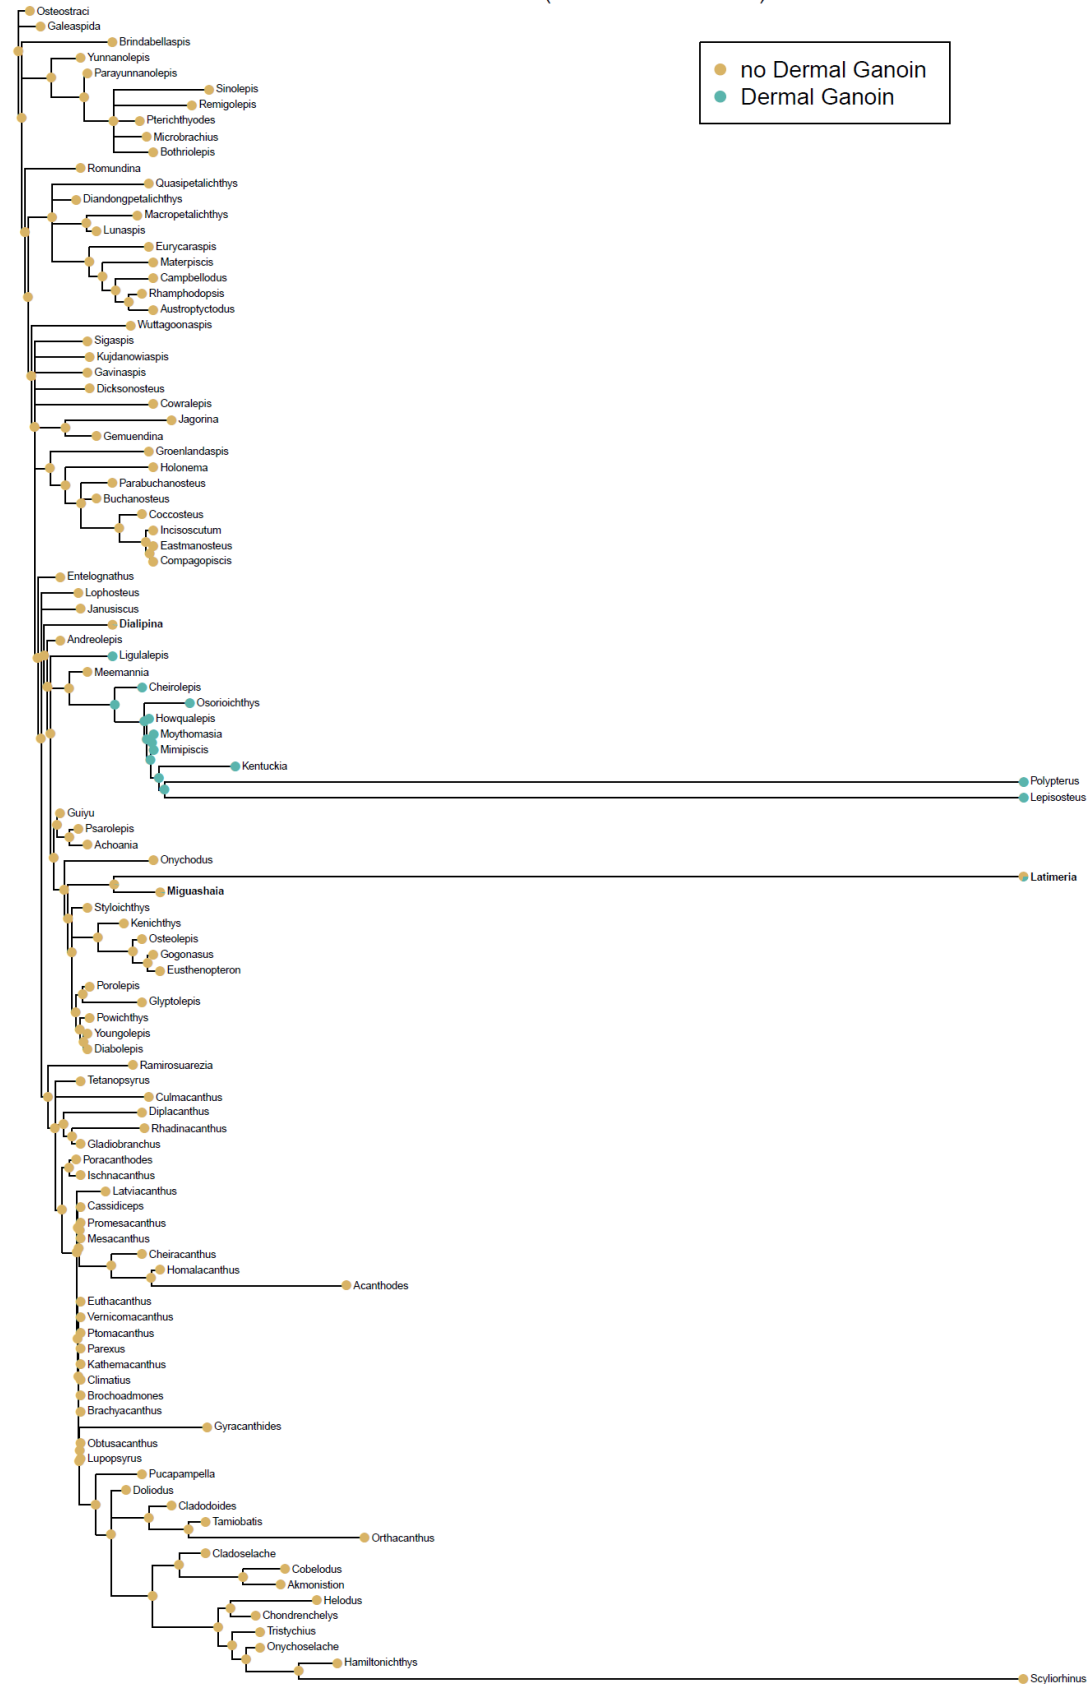 Osteostraci
Galeaspida
Brindabellaspis
no Dermal Ganoin
Dermal Ganoin
Yunnanolepis
Parayunnanolepis
Sinolepis
Remigolepis
Pterichthyodes
Microbrachius
Bothriolepis
Romundina
Quasipetalichthys
Diandongpetalichthys
Macropetalichthys
Lunaspis
Eurycaraspis
Materpiscis
Campbellodus
Rhamphodopsis
Austroptyctodus
Wuttagoonaspis
Sigaspis
Kujdanowiaspis
Gavinaspis
Dicksonosteus
Cowralepis
Jagorina
Gemuendina
Groenlandaspis
Holonema
Parabuchanosteus
Buchanosteus
Coccosteus
Incisoscutum
Eastmanosteus
Compagopiscis
Entelognathus
Lophosteus
Janusiscus
Dialipina
Andreolepis
Ligulalepis
Meemannia
Cheirolepis
Osorioichthys
Howqualepis
Moythomasia
Mimipiscis
Kentuckia
Polypterus
Lepisosteus
Guiyu
Psarolepis
Achoania
Onychodus
Latimeria
Miguashaia
Styloichthys
Kenichthys
Osteolepis
Gogonasus
Eusthenopteron
Porolepis
Glyptolepis
Powichthys
Youngolepis
Diabolepis
Ramirosuarezia
Tetanopsyrus
Culmacanthus
Diplacanthus
Rhadinacanthus
Gladiobranchus
Poracanthodes
Ischnacanthus
Latviacanthus
Cassidiceps
Promesacanthus
Mesacanthus
Cheiracanthus
Homalacanthus
Acanthodes
Euthacanthus
Vernicomacanthus
Ptomacanthus
Parexus
Kathemacanthus
Climatius
Brochoadmones
Brachyacanthus
Gyracanthides
Obtusacanthus
Lupopsyrus
Pucapampella
Doliodus
Cladodoides
Tamiobatis
Orthacanthus
Cladoselache
Cobelodus
Akmonistion
Helodus
Chondrenchelys
Tristychius
Onychoselache
Hamiltonichthys
Scyliorhinus